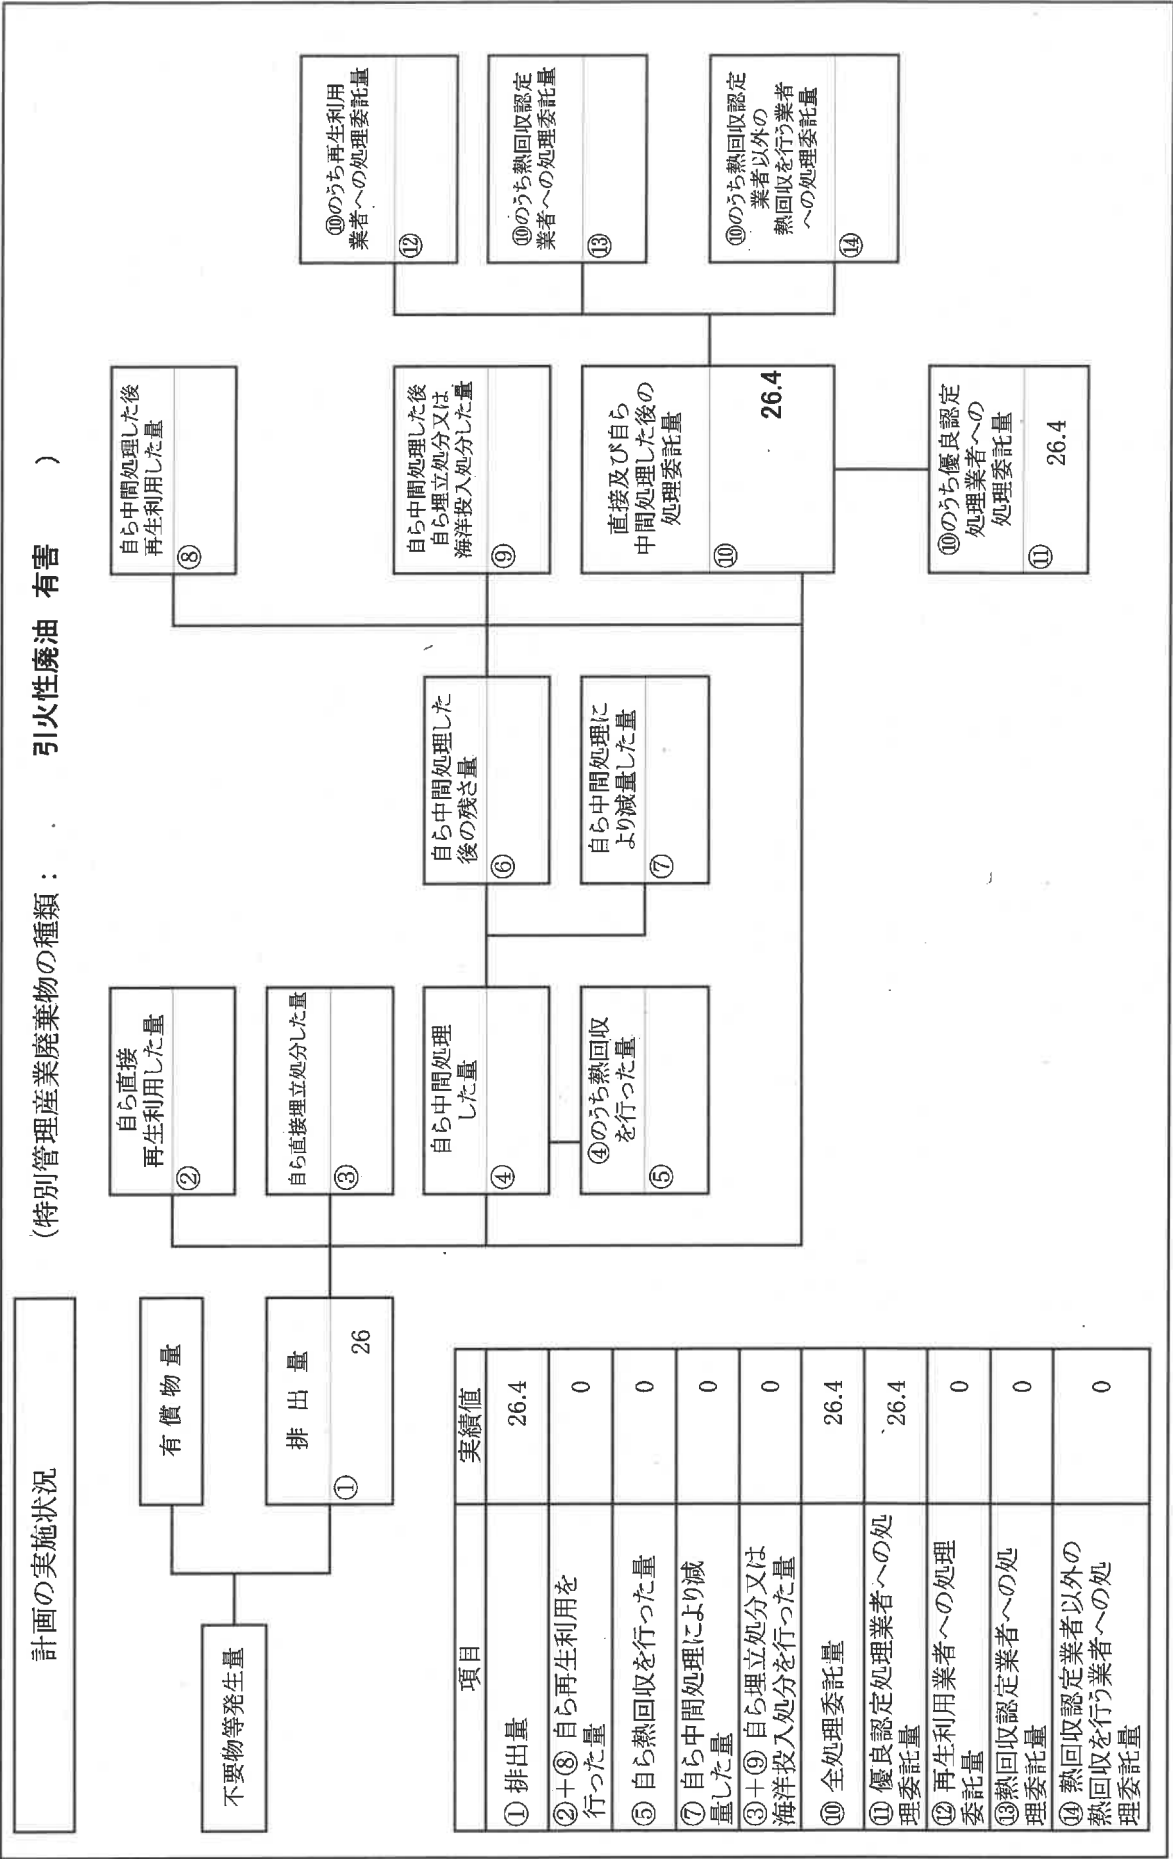 計画の実施状況
(特別管理産業廃棄物の種類： 引火性廃油 有害 )
不要物等発生量
有償物量
排出量
① 26
自ら直接
再生利用した量
②
自ら直接埋立処分した量
③
自ら中間処理
した量
④
④のうち熱回収
を行った量
⑤
自ら中間処理した
後の残さ量
⑥
自ら中間処理に
より減量した量
⑦
自ら中間処理した後
再生利用した量
⑧
自ら中間処理した後
自ら埋立処分又は
海洋投入処分した量
⑨
直接及び自ら
中間処理した後の
処理委託量
⑩
26.4
⑩のうち優良認定
処理業者への
処理委託量
⑪
26.4
⑩のうち再生利用
業者への処理委託量
⑫
⑩のうち熱回収認定
業者への処理委託量
⑬
⑩のうち熱回収認定
業者以外の
熱回収を行う業者
への処理委託量
⑭
項目 実績値
①排出量 26.4
②＋⑧ 自ら再生利用を
行った量 0
⑤ 自ら熱回収を行った量 0
⑦ 自ら中間処理により減
量した量 0
③＋⑨ 自ら埋立処分又は
海洋投入処分を行った量 0
⑩ 全処理委託量 26.4
⑪ 優良認定処理業者への処
理委託量 26.4
⑫ 再生利用業者への処理
委託量 0
⑬熱回収認定業者への処
理委託量 0
⑭ 熱回収認定業者以外の
熱回収を行う業者への処
理委託量 0